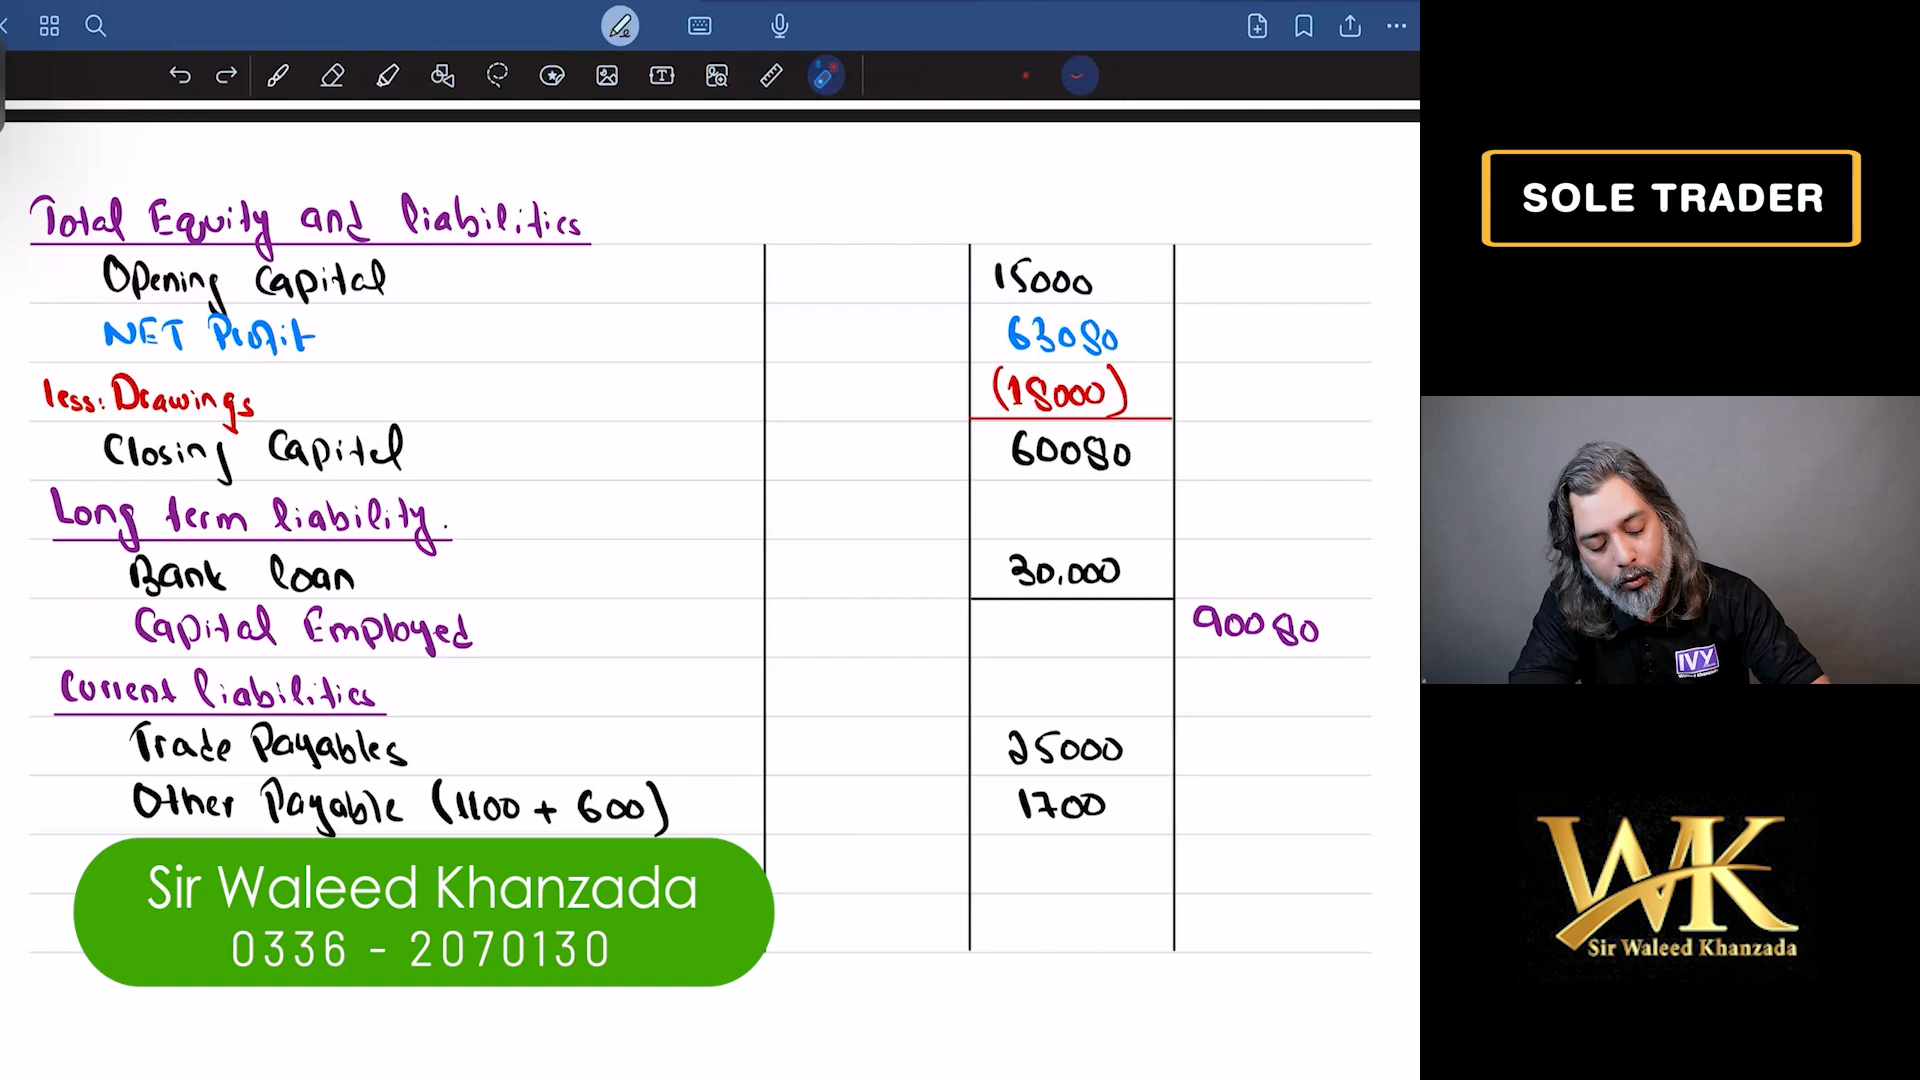 Total Equity and liabilities
Opening Capital 15000
NET Profit 63080
less: Drawings (18000)
Closing Capital 60080
Long term liability.
Bank loan 30,000
Capital Employed 90080
Current liabilities
Trade Payables 25000
Other Payable (1100 + 600) 1700
Sir Waleed Khanzada
0336 - 2070130
SOLE TRADER
IVY
Waleed Khanzada
WK
Sir Waleed Khanzada